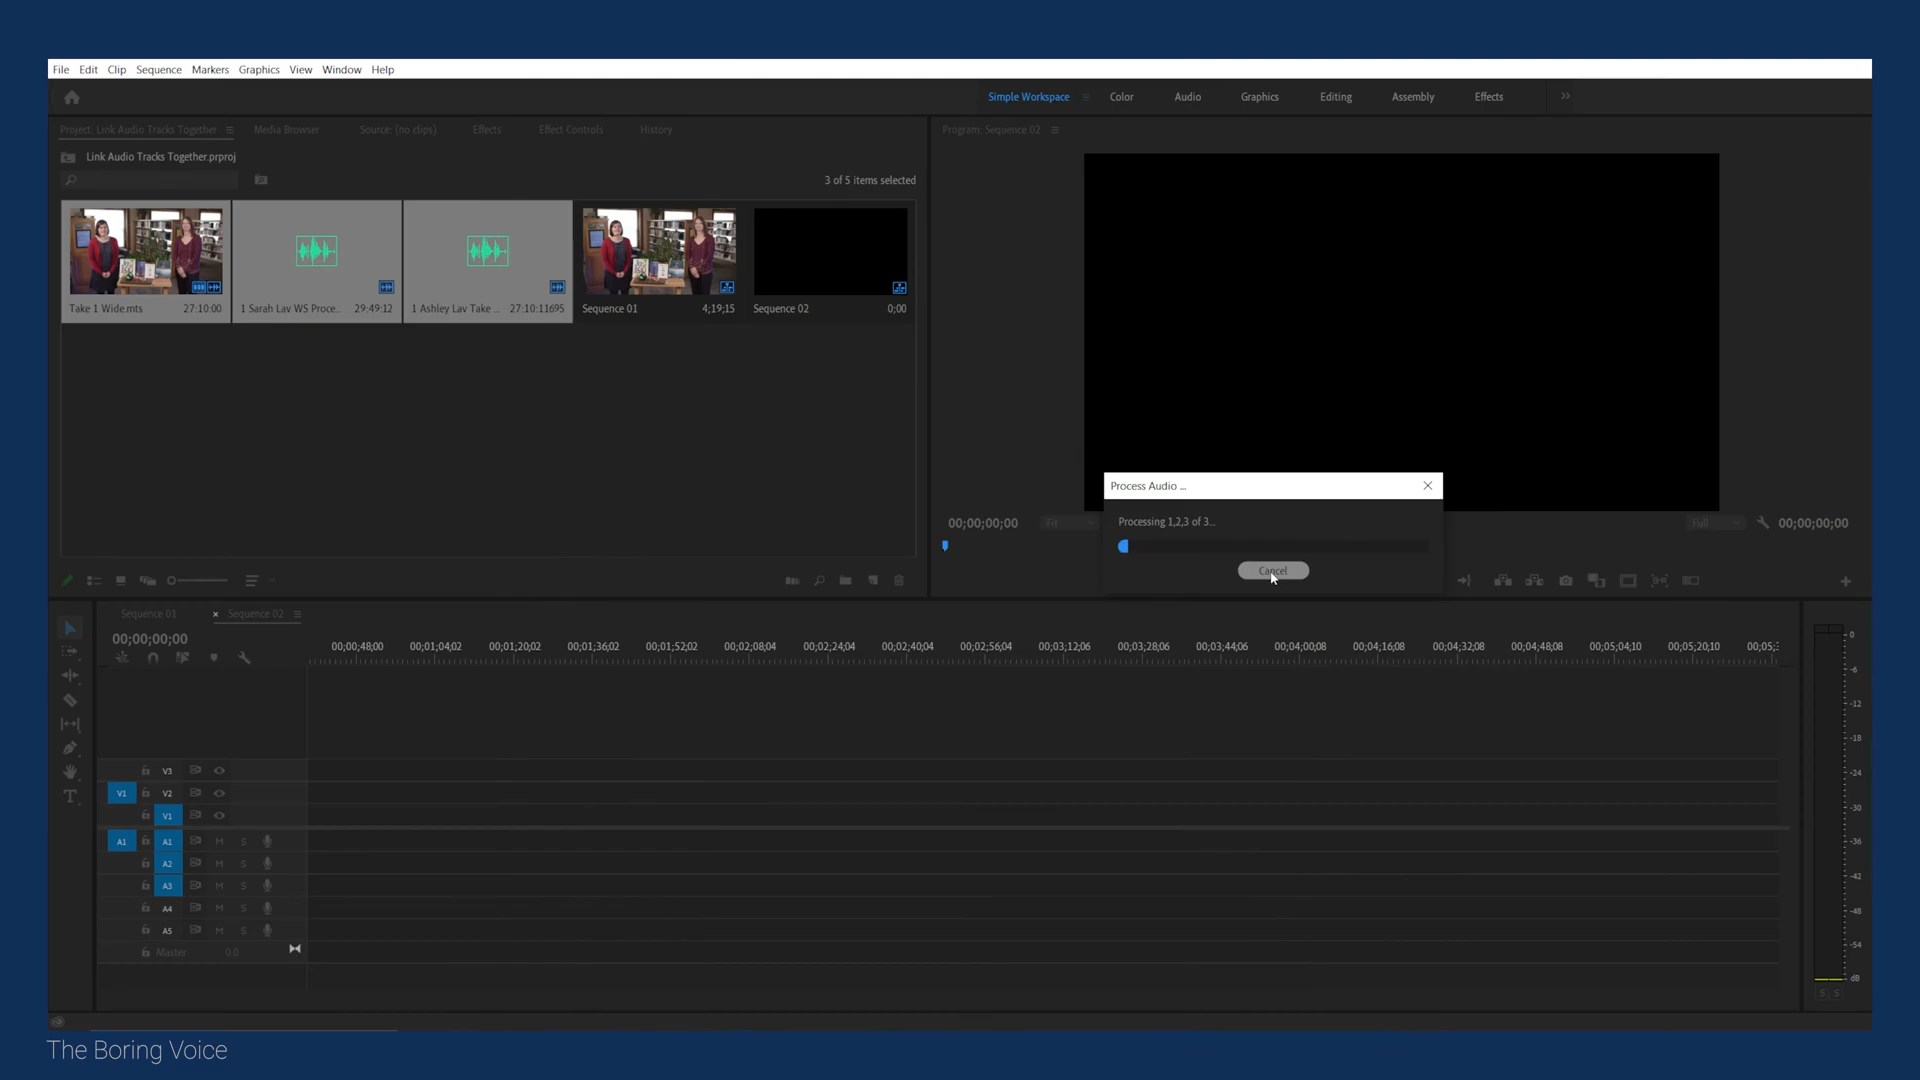 File Edit Clip Sequence Markers Graphics View Window Help
Simple Workspace Color Audio Graphics Editing Assembly Effects
Project: Link Audio Tracks Together Media Browser Source: (no clips) Effects Effect Controls History
Program: Sequence 02
Link Audio Tracks Together.prproj
3 of 5 items selected
Take 1 Wide.mts 27:10:00
1 Sarah Lav WS Proce... 29:49:12
1 Ashley Lav Take ... 27:10:11695
Sequence 01 4;19;15
Sequence 02 0;00
Process Audio ...
Processing 1,2,3 of 3...
Cancel
00;00;00;00 Fit Full 00;00;00;00
Sequence 01 × Sequence 02
00;00;00;00
00;00;48;00 00;01;04;02 00;01;20;02 00;01;36;02 00;01;52;02 00;02;08;04 00;02;24;04 00;02;40;04 00;02;56;04 00;03;12;06 00;03;28;06 00;03;44;06 00;04;00;08 00;04;16;08 00;04;32;08 00;04;48;08 00;05;04;10 00;05;20;10 00;05;:
V3
V1 V2
V1
A1 A1 M S
A2 M S
A3 M S
A4 M S
A5 M S
Master 0.0
0
-6
-12
-18
-24
-30
-36
-42
-48
-54
dB
S S
The Boring Voice